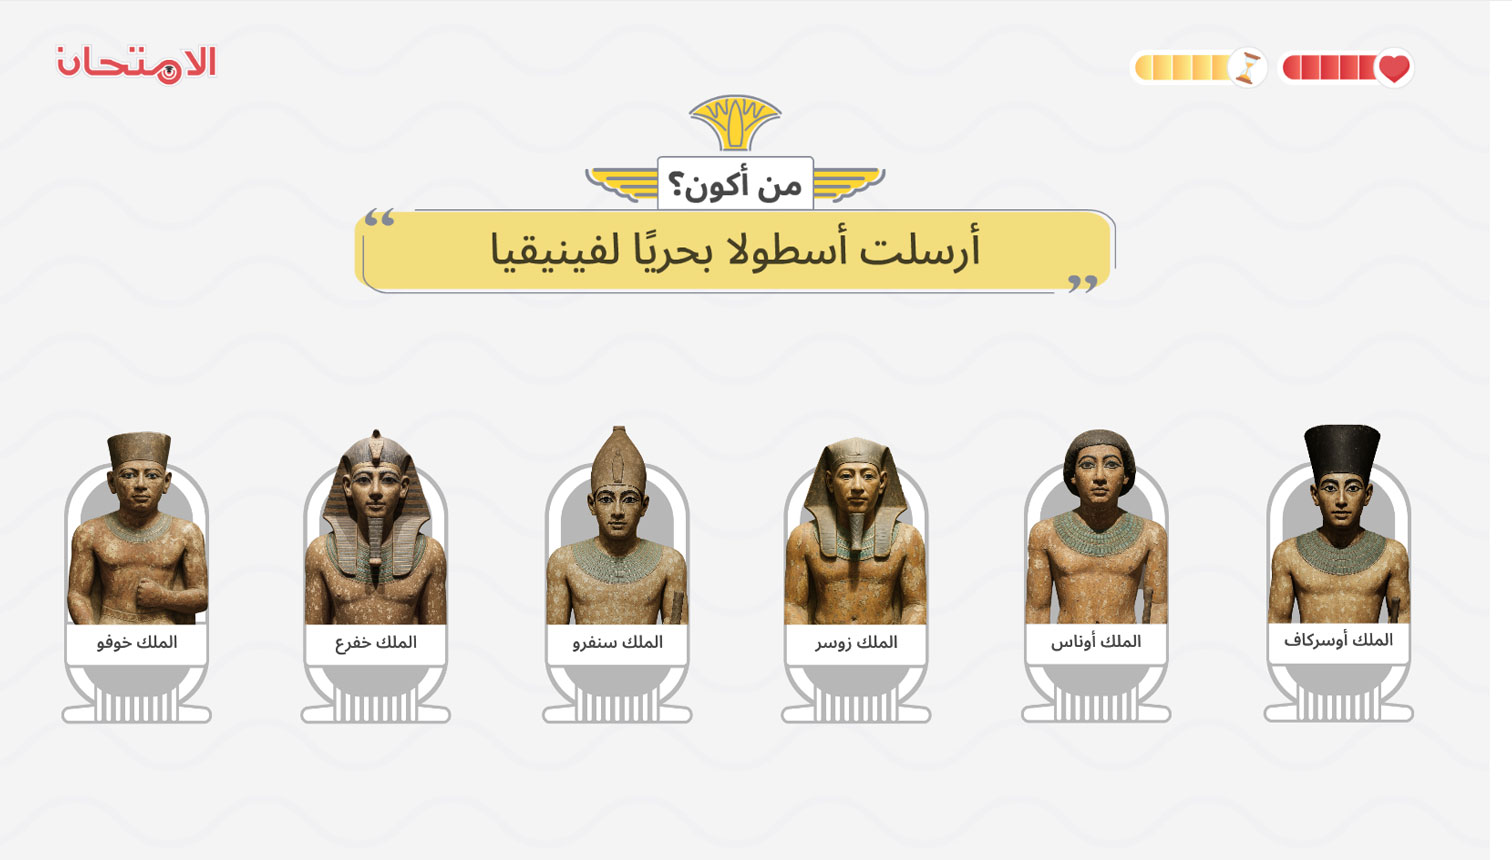 الامتحان
من أكون؟
“أرسلت أسطولا بحريًا لفينيقيا”
الملك أوسركاف
الملك أوناس
الملك زوسر
الملك سنفرو
الملك خفرع
الملك خوفو